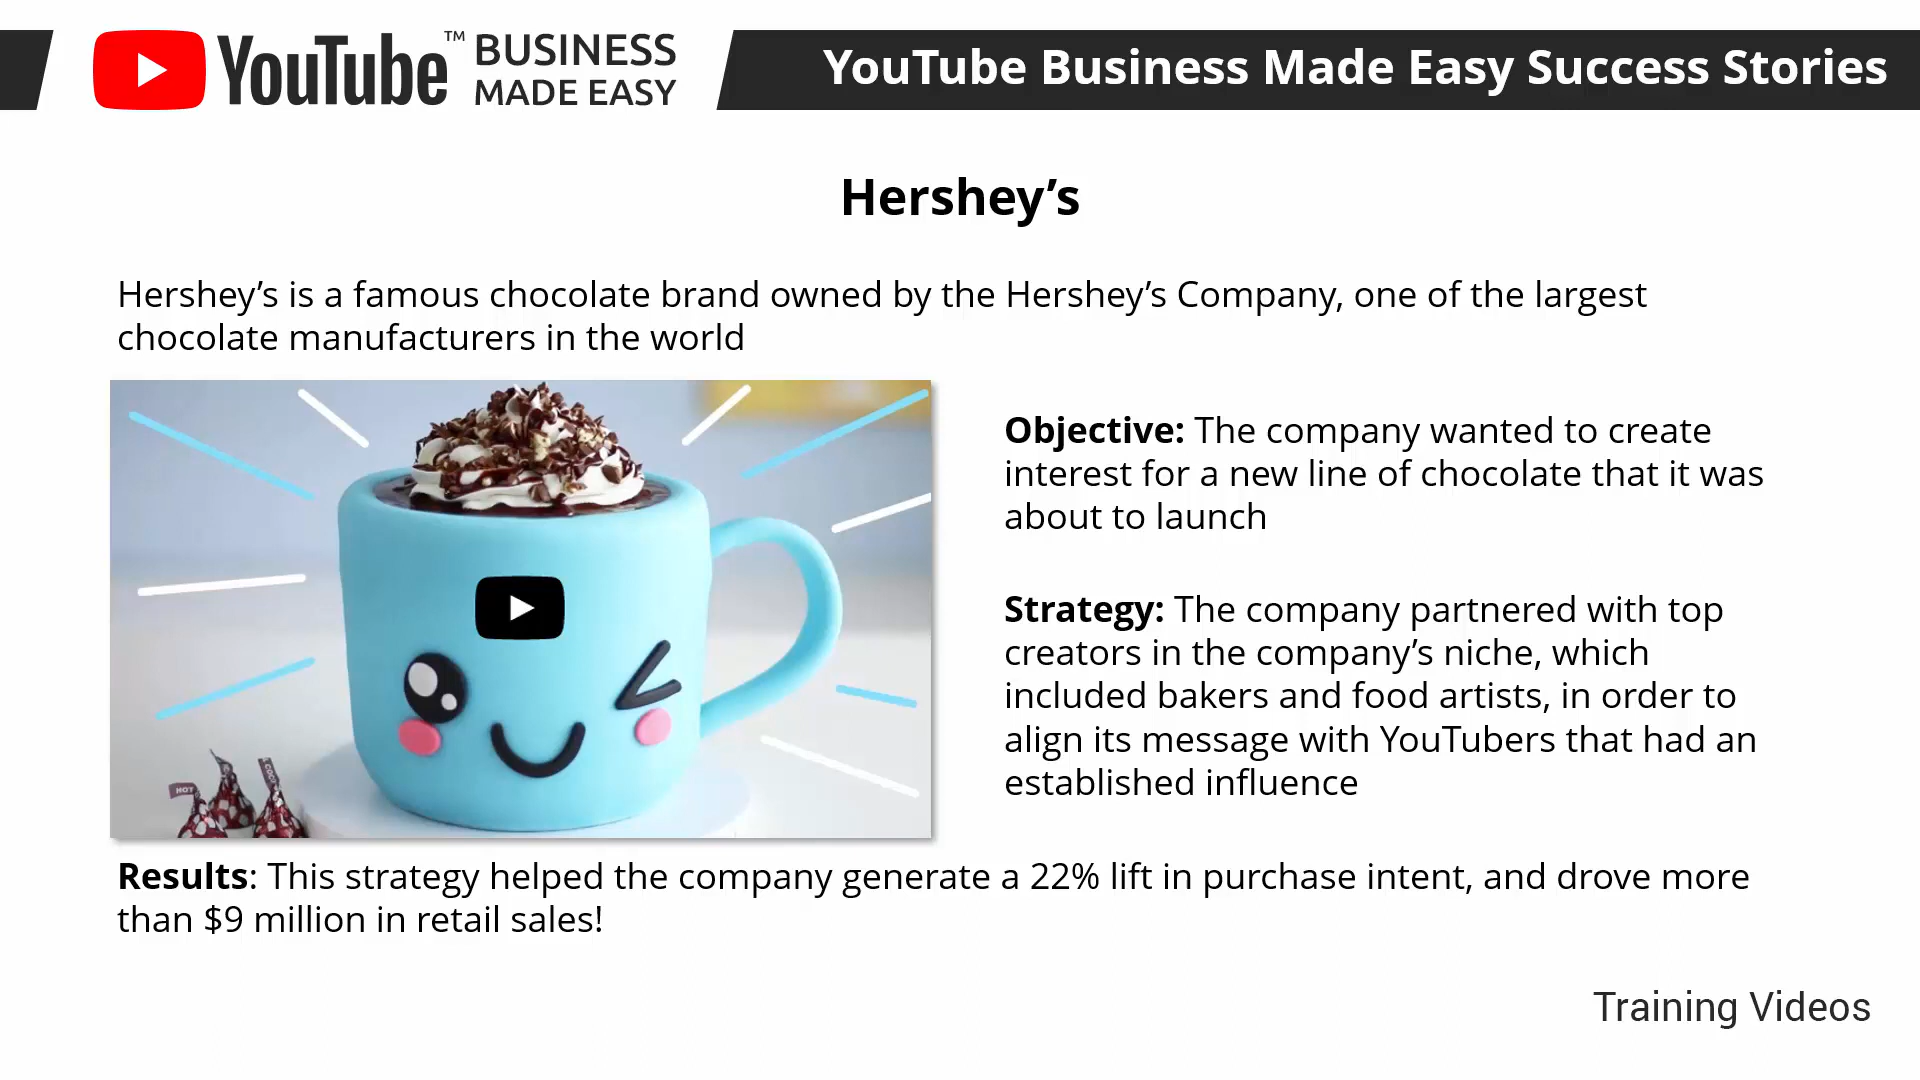 YouTube™ BUSINESS
MADE EASY
YouTube Business Made Easy Success Stories
Hershey’s
Hershey’s is a famous chocolate brand owned by the Hershey’s Company, one of the largest
chocolate manufacturers in the world
Objective: The company wanted to create
interest for a new line of chocolate that it was
about to launch
Strategy: The company partnered with top
creators in the company’s niche, which
included bakers and food artists, in order to
align its message with YouTubers that had an
established influence
HOT
Results: This strategy helped the company generate a 22% lift in purchase intent, and drove more
than $9 million in retail sales!
Training Videos